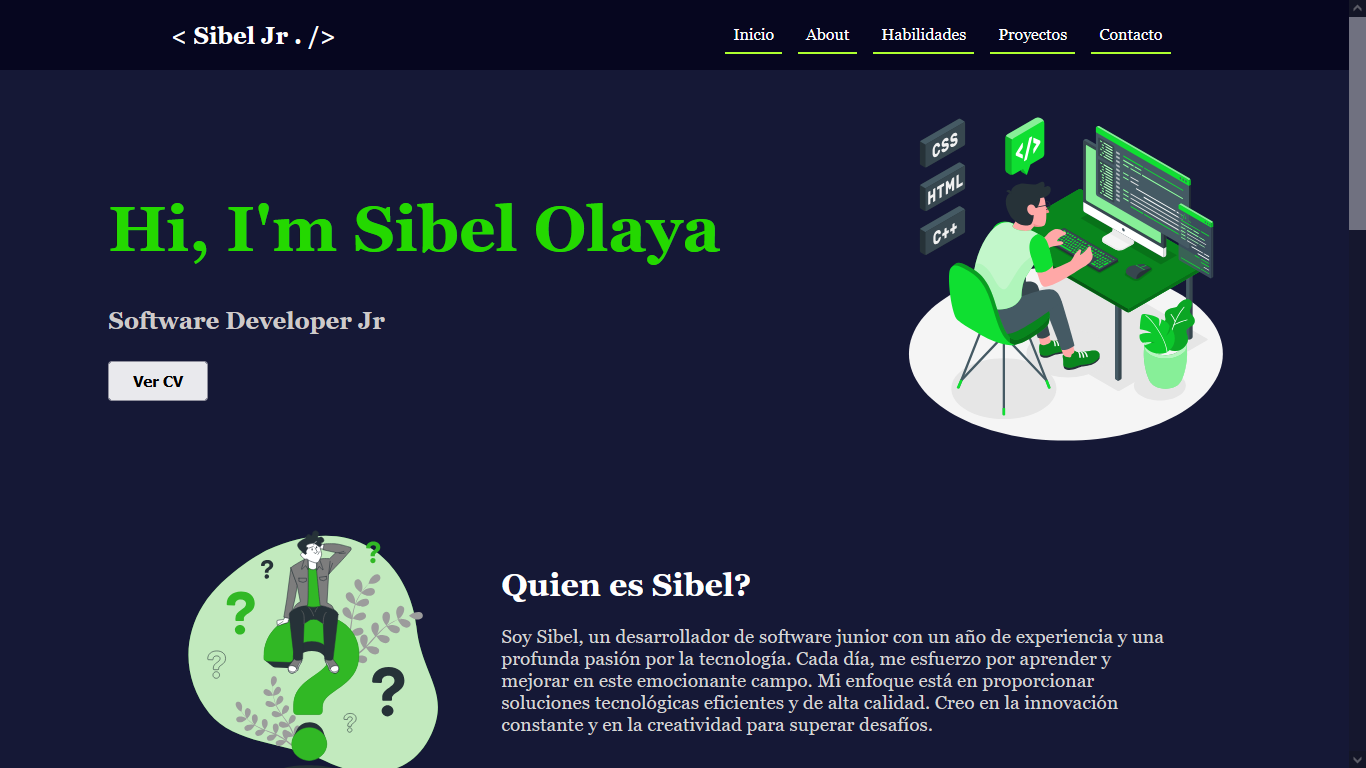 < Sibel Jr . />
Inicio About Habilidades Proyectos Contacto
CSS
</>
HTML
C++
Hi, I'm Sibel Olaya
Software Developer Jr
Ver CV
Quien es Sibel?
Soy Sibel, un desarrollador de software junior con un año de experiencia y una
profunda pasión por la tecnología. Cada día, me esfuerzo por aprender y
mejorar en este emocionante campo. Mi enfoque está en proporcionar
soluciones tecnológicas eficientes y de alta calidad. Creo en la innovación
constante y en la creatividad para superar desafíos.
?
?
?
?
?
?
?